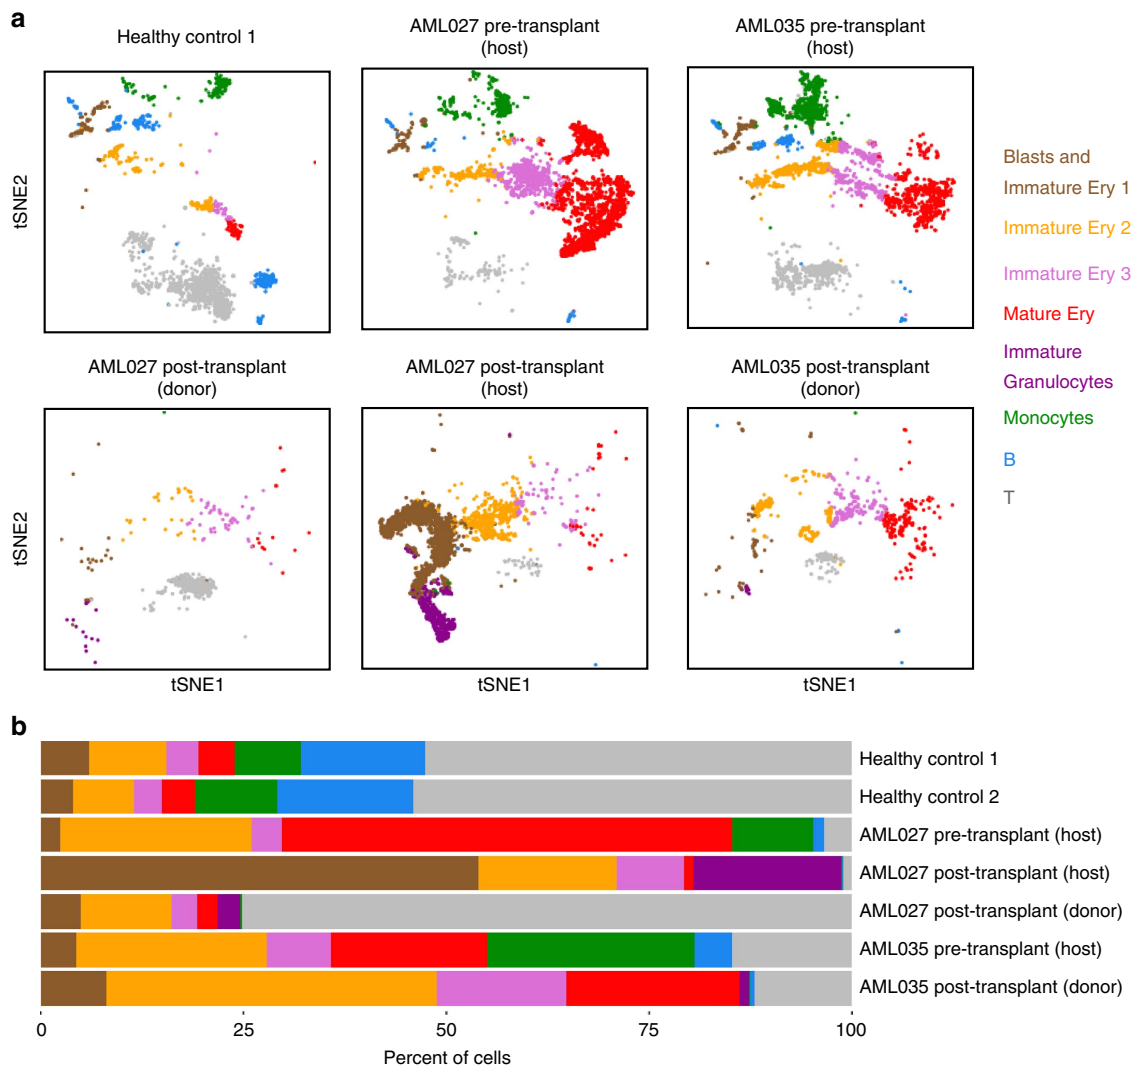 a
Healthy control 1
AML027 pre-transplant
(host)
AML035 pre-transplant
(host)
tSNE2
Blasts and
Immature Ery 1
Immature Ery 2
Immature Ery 3
Mature Ery
Immature
Granulocytes
Monocytes
B
T
AML027 post-transplant
(donor)
AML027 post-transplant
(host)
AML035 post-transplant
(donor)
tSNE2
tSNE1
tSNE1
tSNE1
b
Healthy control 1
Healthy control 2
AML027 pre-transplant (host)
AML027 post-transplant (host)
AML027 post-transplant (donor)
AML035 pre-transplant (host)
AML035 post-transplant (donor)
0 25 50 75 100
Percent of cells